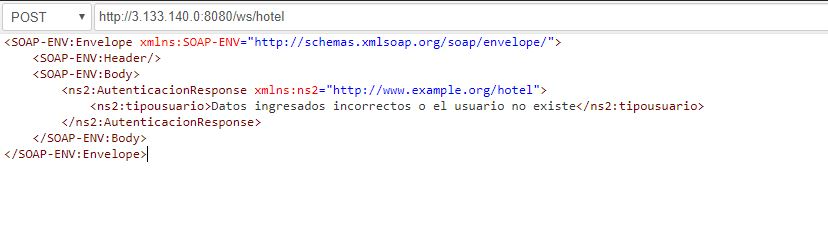 POST http://3.133.140.0:8080/ws/hotel
<SOAP-ENV:Envelope xmlns:SOAP-ENV="http://schemas.xmlsoap.org/soap/envelope/">
<SOAP-ENV:Header/>
<SOAP-ENV:Body>
<ns2:AutenticacionResponse xmlns:ns2="http://www.example.org/hotel">
<ns2:tipousuario>Datos ingresados incorrectos o el usuario no existe</ns2:tipousuario>
</ns2:AutenticacionResponse>
</SOAP-ENV:Body>
</SOAP-ENV:Envelope>